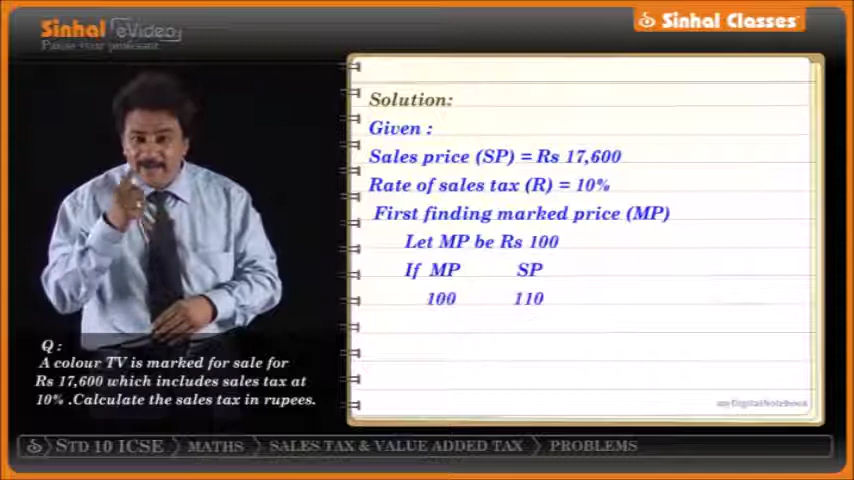 Sinhal eVideo
Pause your professor
Sinhal Classes
Solution:
Given :
Sales price (SP) = Rs 17,600
Rate of sales tax (R) = 10%
First finding marked price (MP)
Let MP be Rs 100
If MP SP
100 110
Q :
A colour TV is marked for sale for
Rs 17,600 which includes sales tax at
10% .Calculate the sales tax in rupees.
myDigitalNotebook
STD 10 ICSE MATHS SALES TAX & VALUE ADDED TAX PROBLEMS